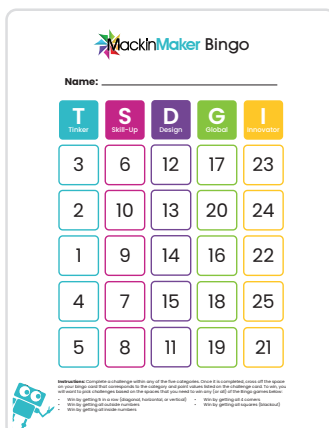 MackinMaker Bingo
Name:
T S D G I
Tinker Skill-Up Design Global Innovator
3 6 12 17 23
2 10 13 20 24
1 9 14 16 22
4 7 15 18 25
5 8 11 19 21
Instructions: Complete a challenge within any of the five categories. Once it is completed, cross off the space
on your bingo card that corresponds to the category and point values listed on the challenge card. To win, you
will want to pick challenges based on the spaces that you need to win any (or all) of the Bingo games below:
• Win by getting 5 in a row (diagonal, horizontal, or vertical) • Win by getting all 4 corners
• Win by getting all outside numbers • Win by getting all squares (blackout)
• Win by getting all inside numbers